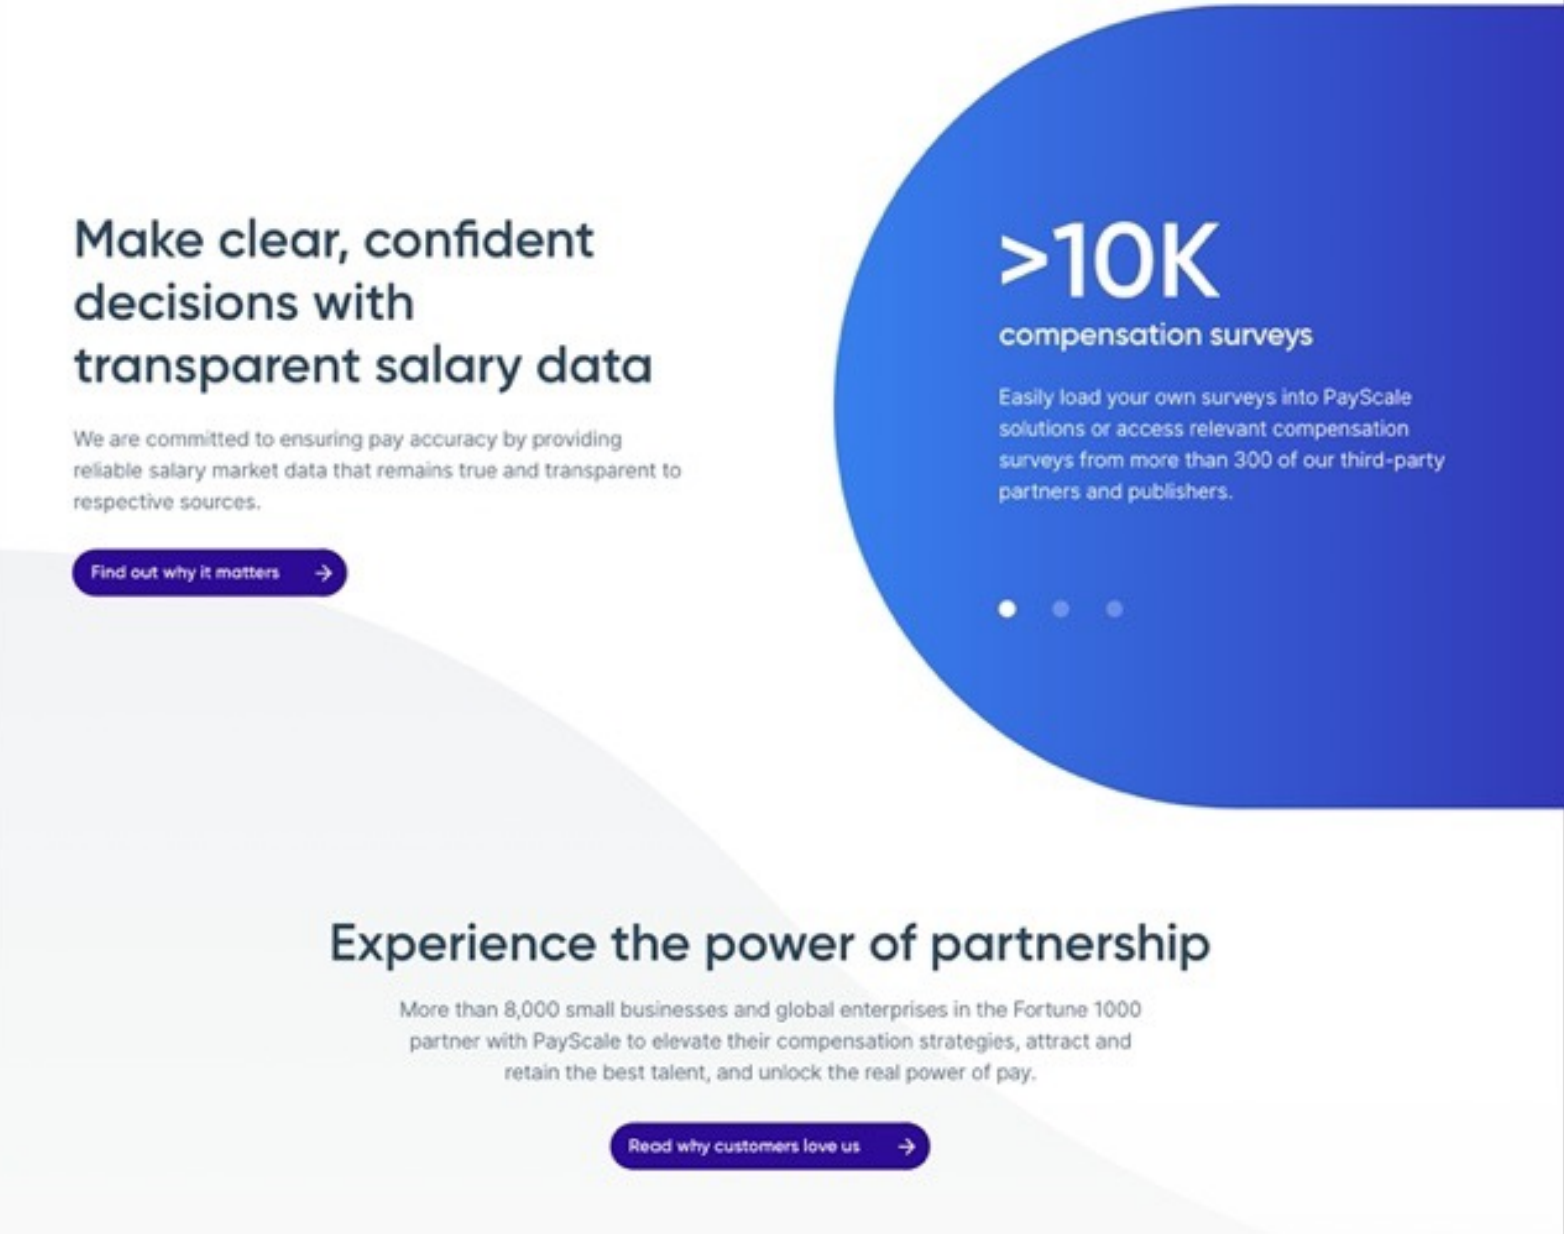 Make clear, confident
decisions with
transparent salary data
We are committed to ensuring pay accuracy by providing
reliable salary market data that remains true and transparent to
respective sources.
Find out why it matters →
>10K
compensation surveys
Easily load your own surveys into PayScale
solutions or access relevant compensation
surveys from more than 300 of our third-party
partners and publishers.
Experience the power of partnership
More than 8,000 small businesses and global enterprises in the Fortune 1000
partner with PayScale to elevate their compensation strategies, attract and
retain the best talent, and unlock the real power of pay.
Read why customers love us →